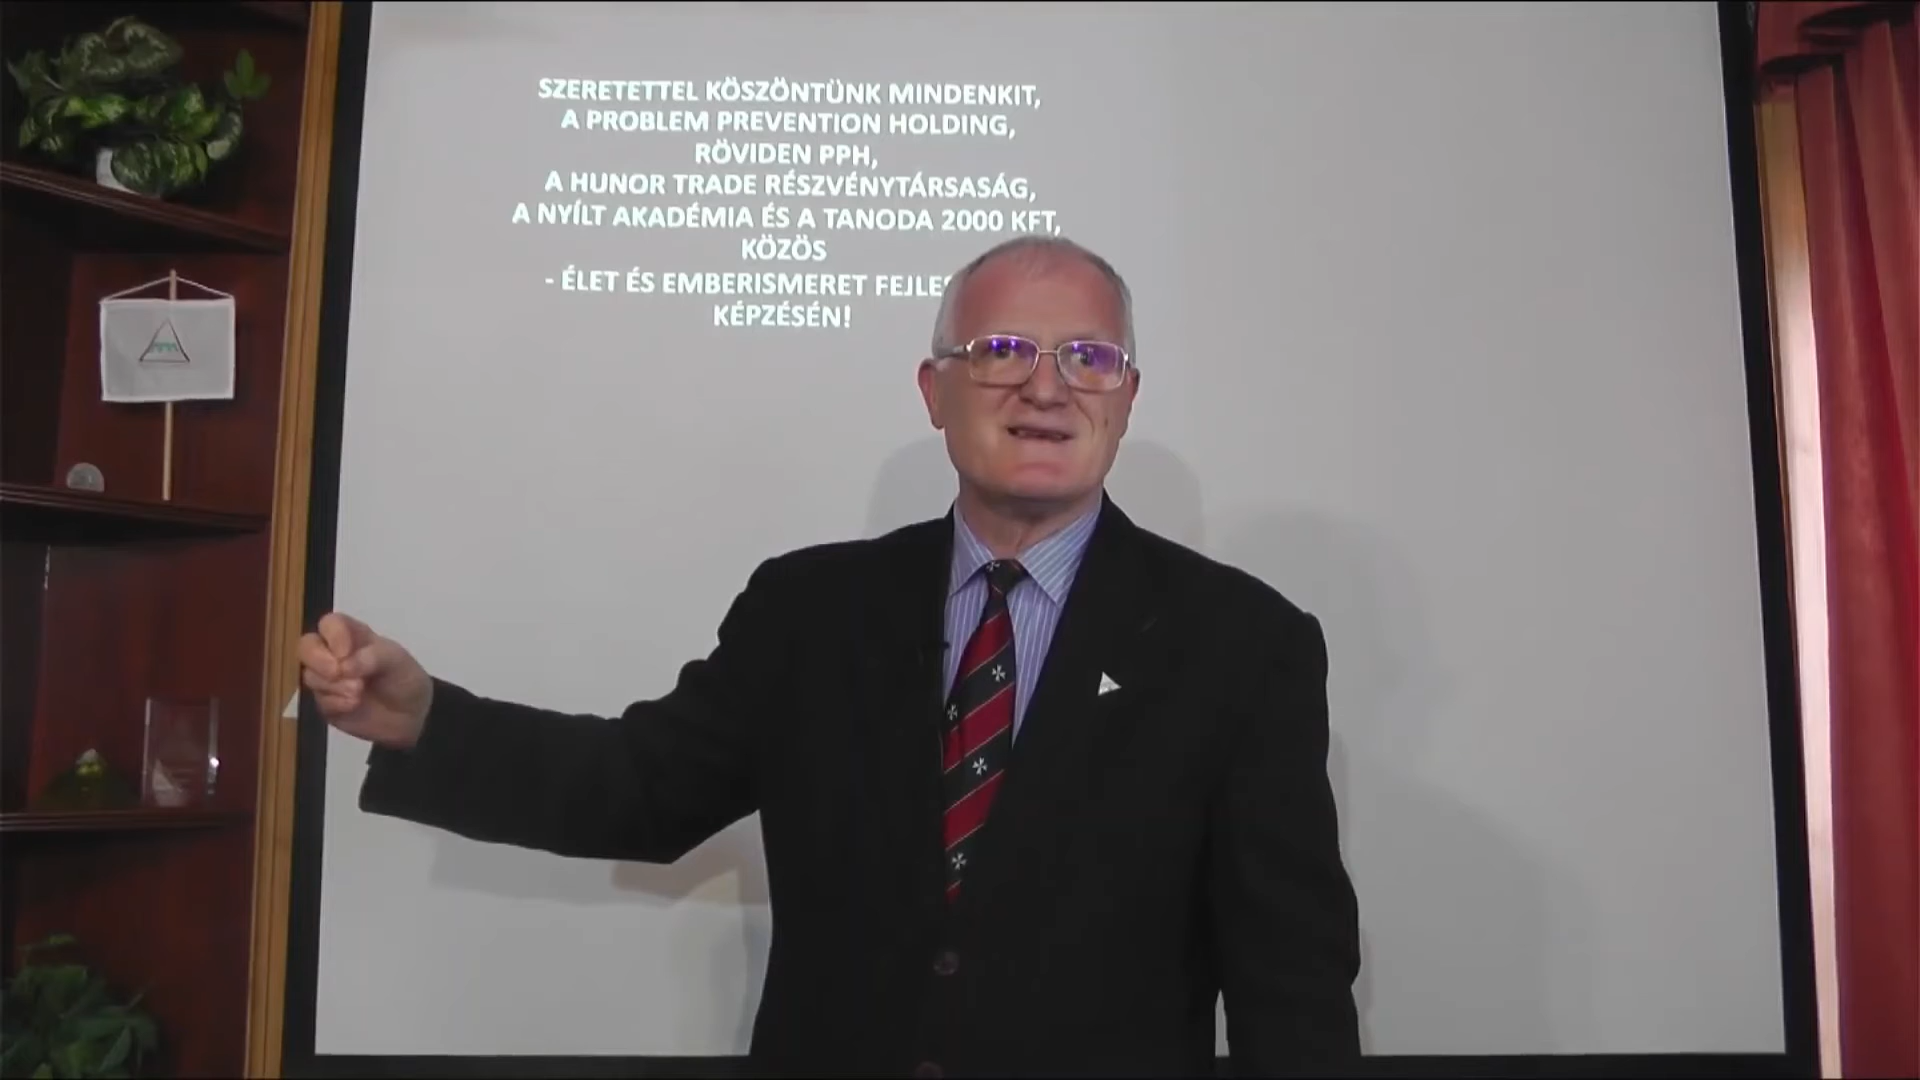 SZERETETTEL KÖSZÖNTÜNK MINDENKIT,
A PROBLEM PREVENTION HOLDING,
RÖVIDEN PPH,
A HUNOR TRADE RÉSZVÉNYTÁRSASÁG,
A NYÍLT AKADÉMIA ÉS A TANODA 2000 KFT,
KÖZÖS
- ÉLET ÉS EMBERISMERET
KÉPZÉSÉN!